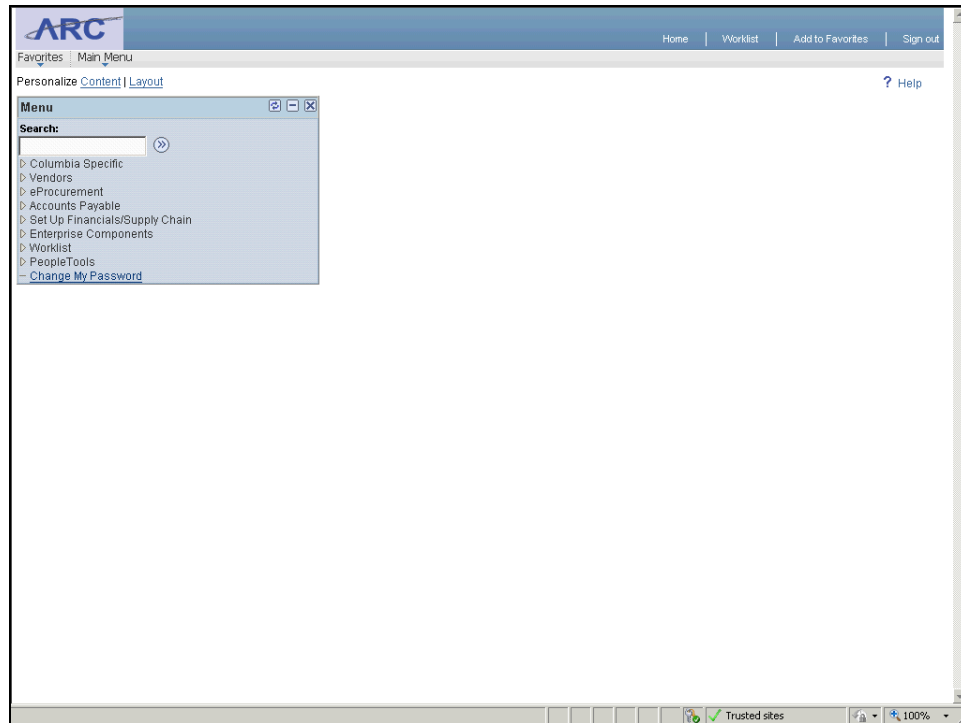 ARC
Home | Worklist | Add to Favorites | Sign out
Favorites Main Menu
Personalize Content | Layout
? Help
Menu
Search:
Columbia Specific
Vendors
eProcurement
Accounts Payable
Set Up Financials/Supply Chain
Enterprise Components
Worklist
PeopleTools
Change My Password
Trusted sites
100%